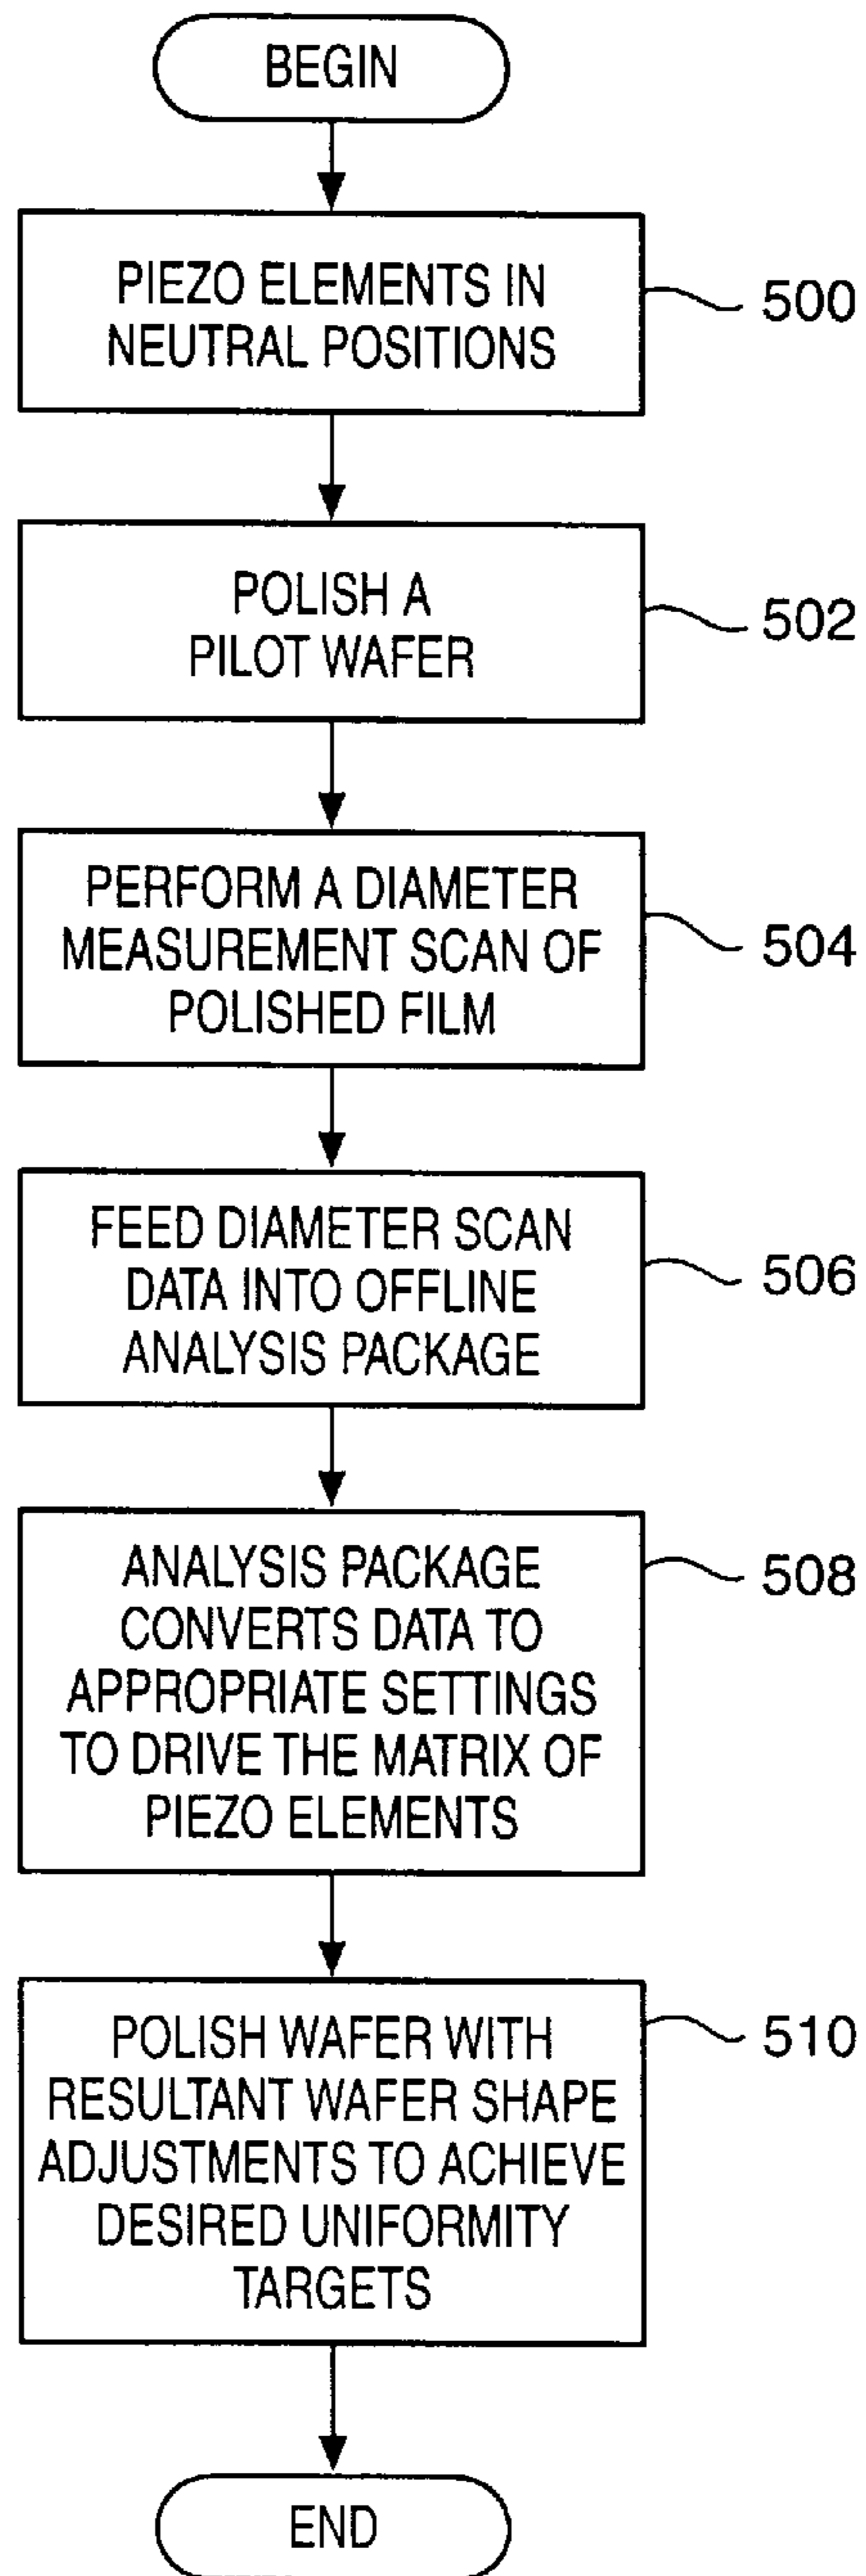 BEGIN
PIEZO ELEMENTS IN
NEUTRAL POSITIONS
500
POLISH A
PILOT WAFER
502
PERFORM A DIAMETER
MEASUREMENT SCAN OF
POLISHED FILM
504
FEED DIAMETER SCAN
DATA INTO OFFLINE
ANALYSIS PACKAGE
506
ANALYSIS PACKAGE
CONVERTS DATA TO
APPROPRIATE SETTINGS
TO DRIVE THE MATRIX OF
PIEZO ELEMENTS
508
POLISH WAFER WITH
RESULTANT WAFER SHAPE
ADJUSTMENTS TO ACHIEVE
DESIRED UNIFORMITY
TARGETS
510
END